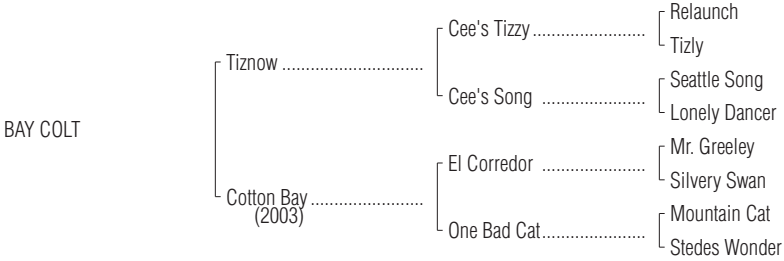 Relaunch
Cee's Tizzy ........................
Tizly
Tiznow ..............................
Seattle Song
Cee's Song ......................
Lonely Dancer
BAY COLT
Mr. Greeley
El Corredor ......................
Silvery Swan
Cotton Bay ........................
(2003)
Mountain Cat
One Bad Cat......................
Stedes Wonder